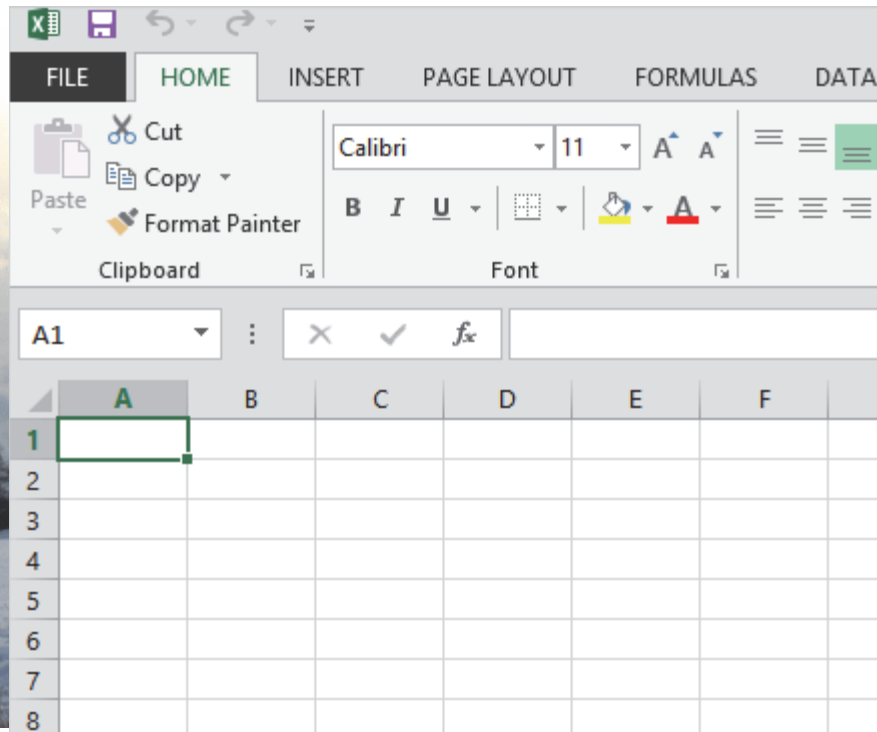 FILE HOME INSERT PAGE LAYOUT FORMULAS DATA
Cut
Calibri 11 A A
Copy
Paste
B I U A
Format Painter
Clipboard Font
A1 fx
A B C D E F
1
2
3
4
5
6
7
8